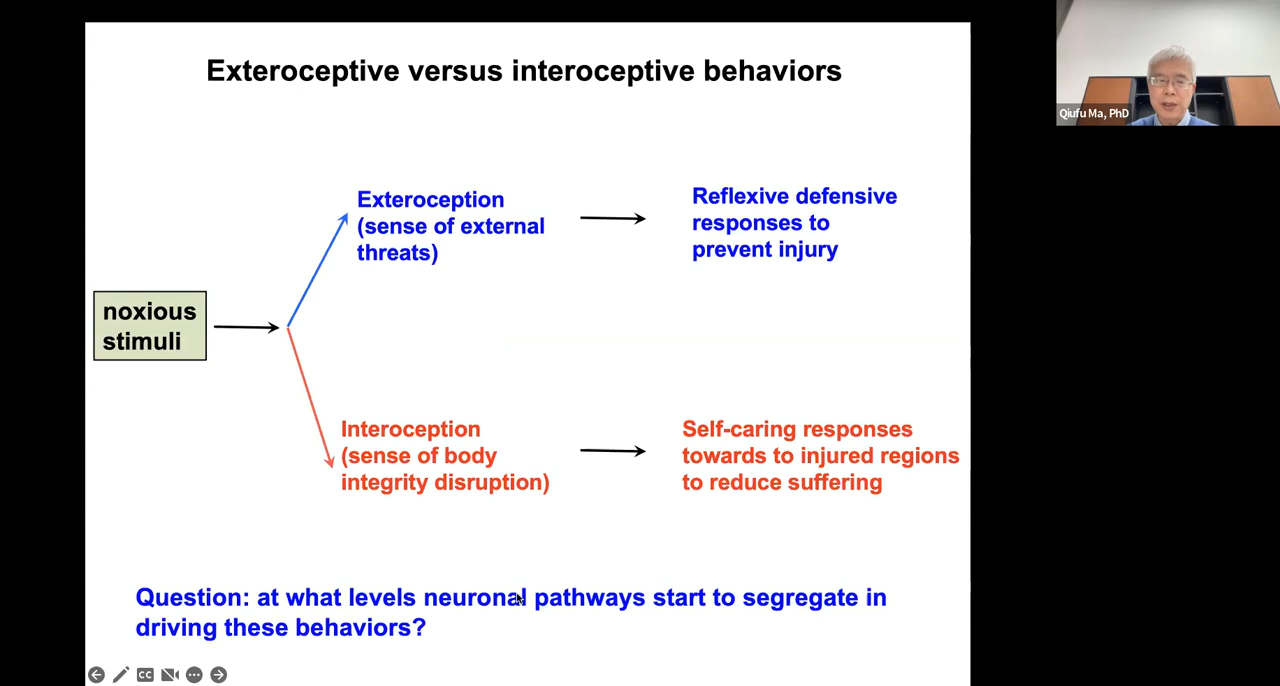 Exteroceptive versus interoceptive behaviors
Qiufu Ma, PhD
Exteroception
(sense of external
threats)
Reflexive defensive
responses to
prevent injury
noxious
stimuli
Interoception
(sense of body
integrity disruption)
Self-caring responses
towards to injured regions
to reduce suffering
Question: at what levels neuronal pathways start to segregate in
driving these behaviors?
CC